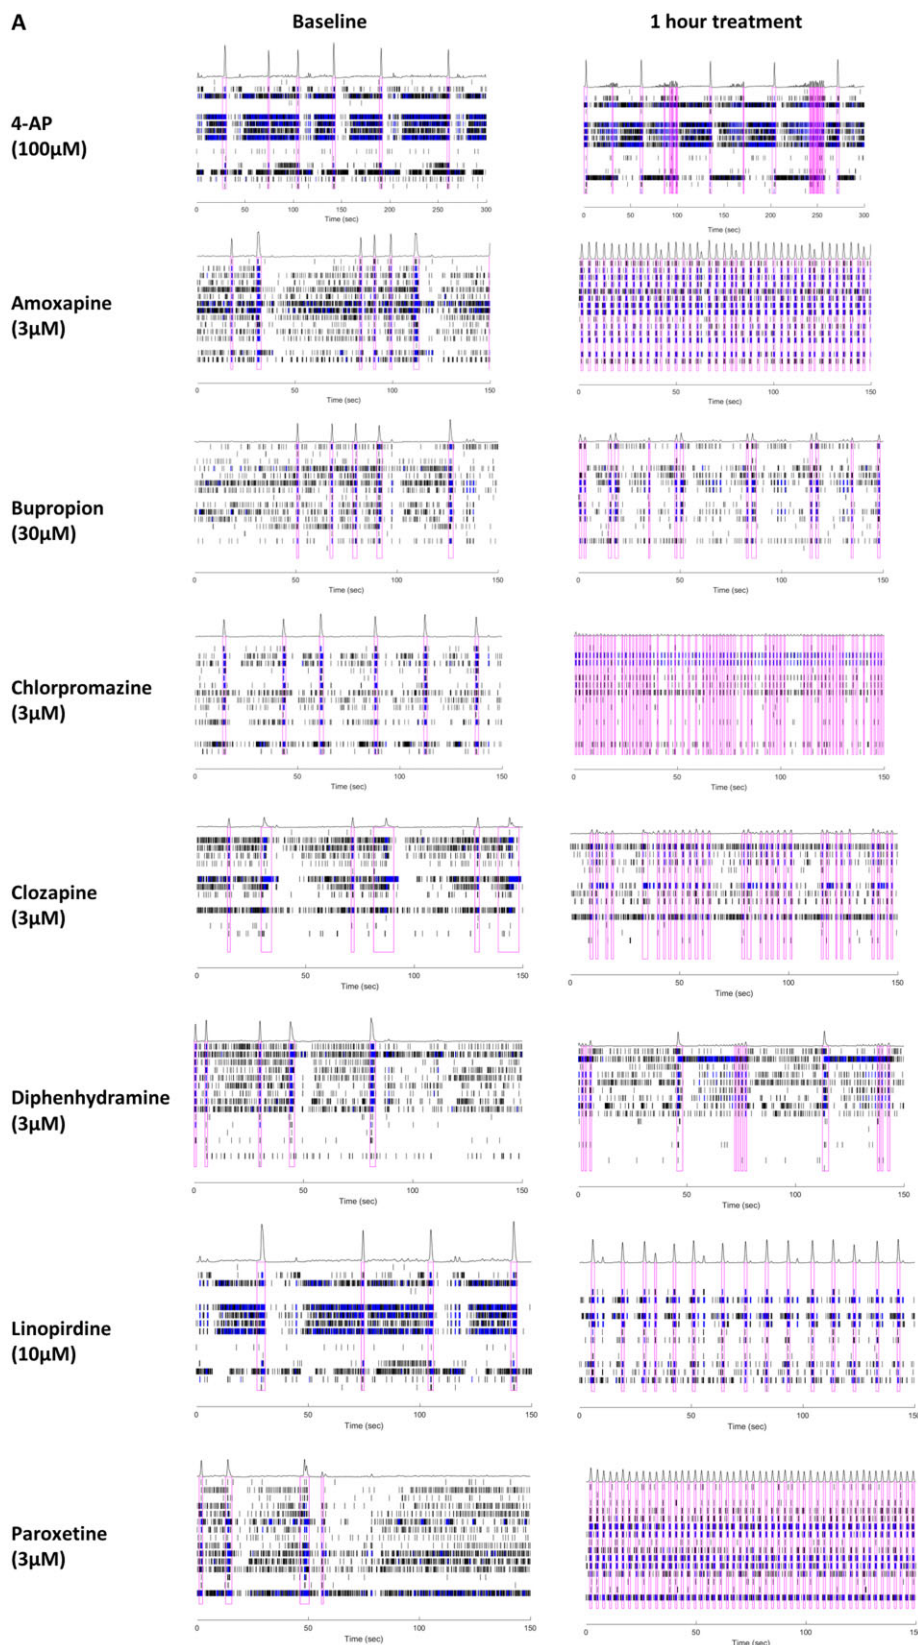 A
Baseline
1 hour treatment
4-AP
(100µM)
0 50 100 150 200 250 300
Time (sec)
0 50 100 150 200 250 300
Time (sec)
Amoxapine
(3µM)
50 100 150
Time (sec)
0 50 100 150
Time (sec)
Bupropion
(30µM)
0 50 100 150
Time (sec)
0 50 100 150
Time (sec)
Chlorpromazine
(3µM)
0 50 100 150
Time (sec)
0 50 100 150
Time (sec)
Clozapine
(3µM)
0 50 100 150
Time (sec)
0 50 100 150
Time (sec)
Diphenhydramine
(3µM)
0 50 100 150
Time (sec)
0 50 100 150
Time (sec)
Linopirdine
(10µM)
0 50 100 150
Time (sec)
0 50 100 150
Time (sec)
Paroxetine
(3µM)
0 50 100 150
Time (sec)
0 50 100 150
Time (sec)